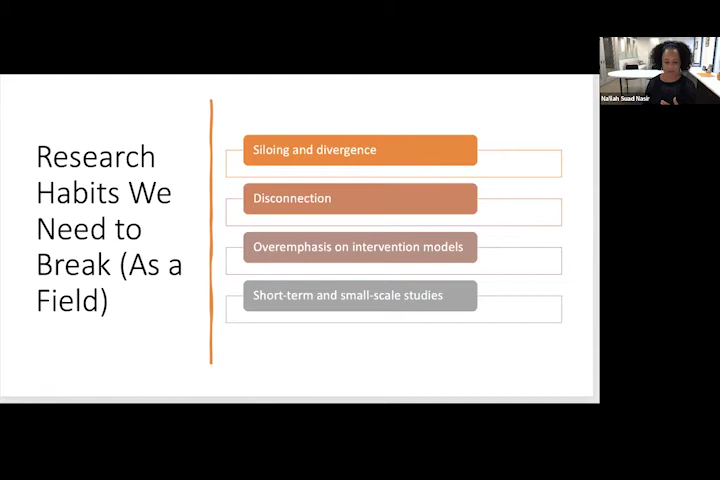 Research
Habits We
Need to
Break (As a
Field)
Siloing and divergence
Disconnection
Overemphasis on intervention models
Short-term and small-scale studies
Na'ilah Suad Nasir